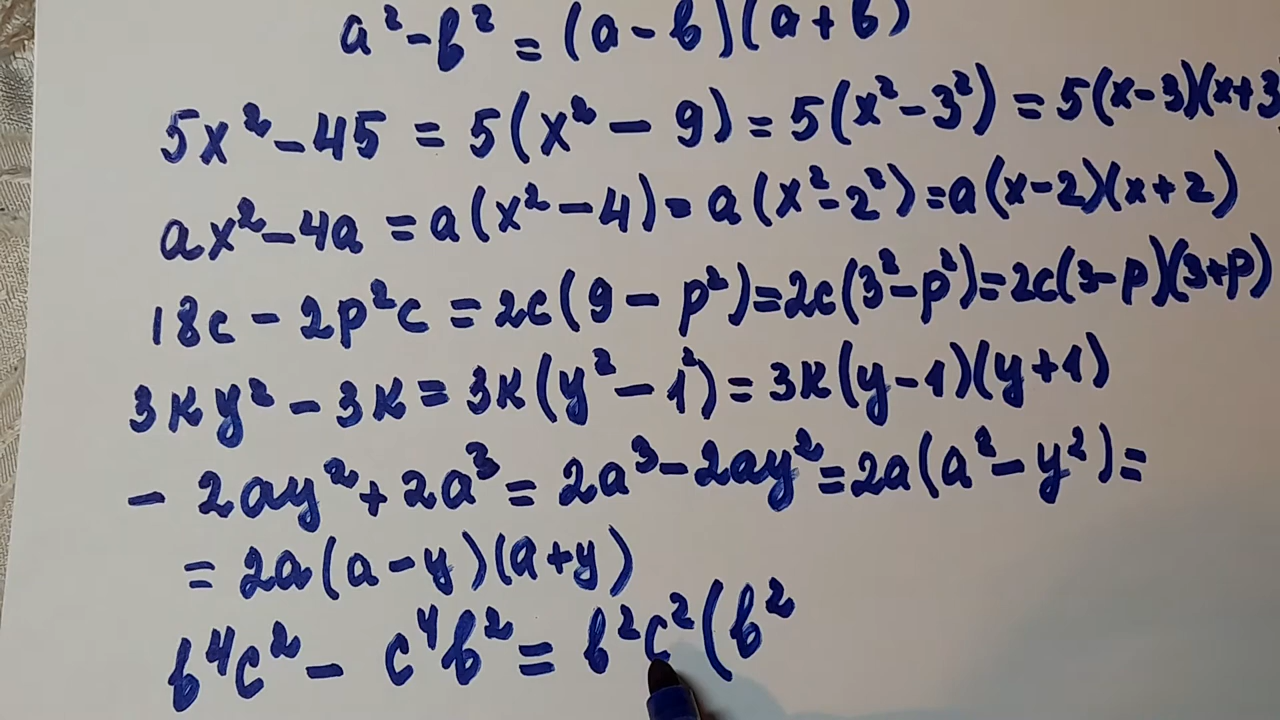 a² - b² = (a - b)(a + b)
5x² - 45 = 5(x² - 9) = 5(x² - 3²) = 5(x-3)(x+3)
ax² - 4a = a(x² - 4) = a(x² - 2²) = a(x-2)(x+2)
18c - 2p²c = 2c(9 - p²) = 2c(3² - p²) = 2c(3-p)(3+p)
3ky² - 3k = 3k(y² - 1²) = 3k(y-1)(y+1)
- 2ay² + 2a³ = 2a³ - 2ay² = 2a(a² - y²) =
= 2a(a-y)(a+y)
b⁴c² - c⁴b² = b²c²(b²